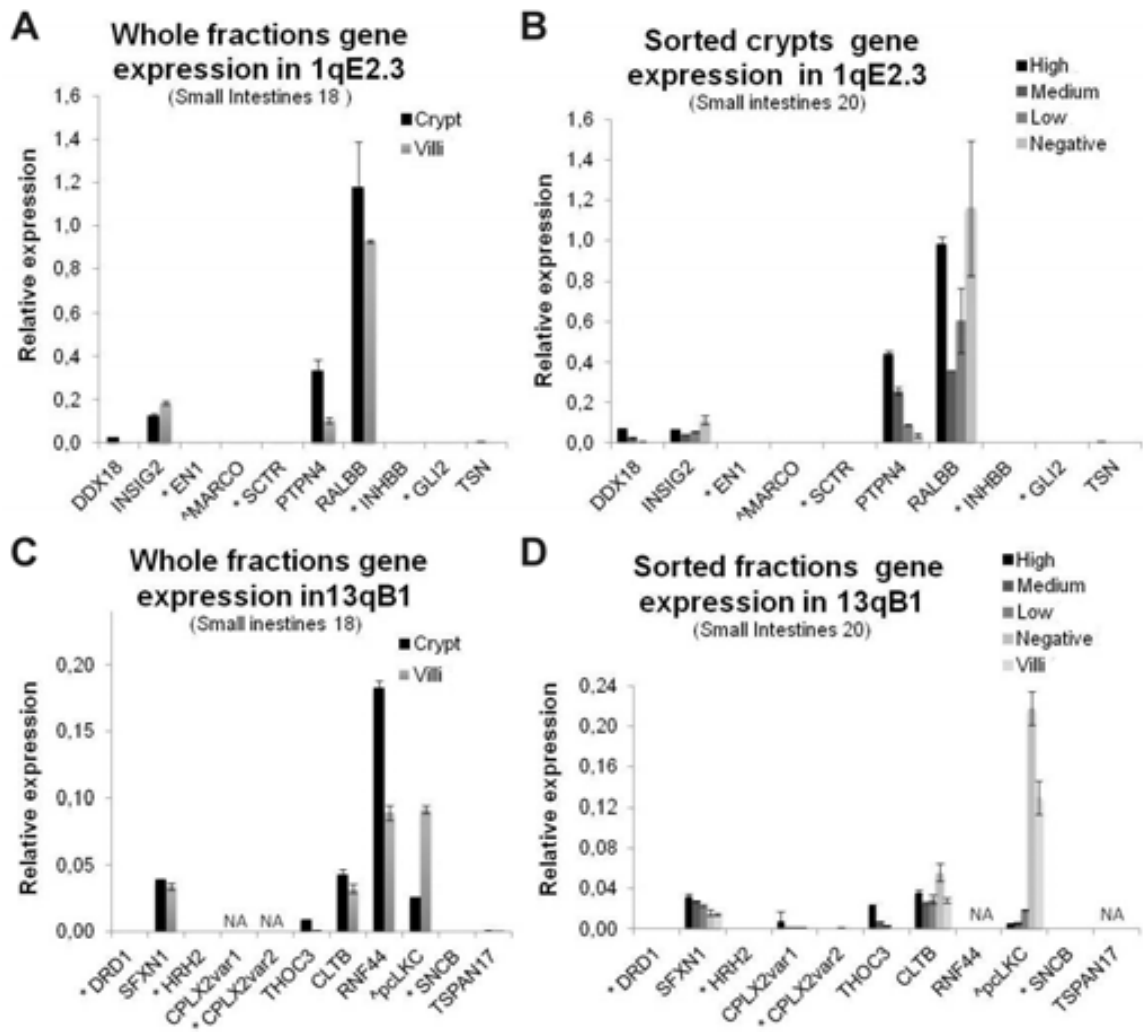 A
Whole fractions gene
expression in 1qE2.3
(Small Intestines 18 )
Crypt
Villi
Relative expression
1,6
1,4
1,2
1,0
0,8
0,6
0,4
0,2
0,0
DDX18
INSIG2
* EN1
^MARCO
* SCTR
PTPN4
RALBB
* INHBB
* GLI2
TSN
B
Sorted crypts gene
expression in 1qE2.3
(Small intestines 20)
High
Medium
Low
Negative
Relative expression
1,6
1,4
1,2
1,0
0,8
0,6
0,4
0,2
0,0
DDX18
INSIG2
* EN1
^MARCO
* SCTR
PTPN4
RALBB
* INHBB
* GLI2
TSN
C
Whole fractions gene
expression in13qB1
(Small inestines 18)
Crypt
Villi
Relative expression
0,20
0,15
0,10
0,05
0,00
NA
NA
* DRD1
SFXN1
* HRH2
CPLX2var1
* CPLX2var2
THOC3
CLTB
RNF44
^pcLKC
* SNCB
TSPAN17
D
Sorted fractions gene
expression in 13qB1
(Small Intestines 20)
High
Medium
Low
Negative
Villi
Relative expression
0,24
0,20
0,16
0,12
0,08
0,04
0,00
NA
NA
* DRD1
SFXN1
* HRH2
CPLX2var1
* CPLX2var2
THOC3
CLTB
RNF44
^pcLKC
* SNCB
TSPAN17